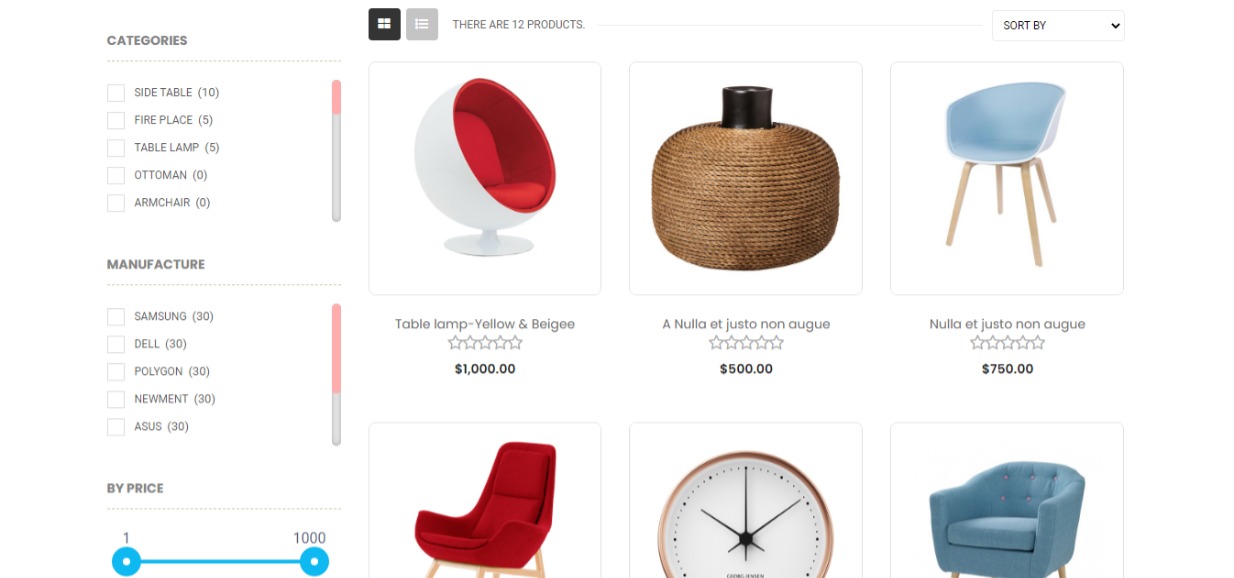 CATEGORIES
SIDE TABLE (10)
FIRE PLACE (5)
TABLE LAMP (5)
OTTOMAN (0)
ARMCHAIR (0)
MANUFACTURE
SAMSUNG (30)
DELL (30)
POLYGON (30)
NEWMENT (30)
ASUS (30)
BY PRICE
1 1000
THERE ARE 12 PRODUCTS.
SORT BY
Table lamp-Yellow & Beigee
$1,000.00
A Nulla et justo non augue
$500.00
Nulla et justo non augue
$750.00
GEORG JENSEN